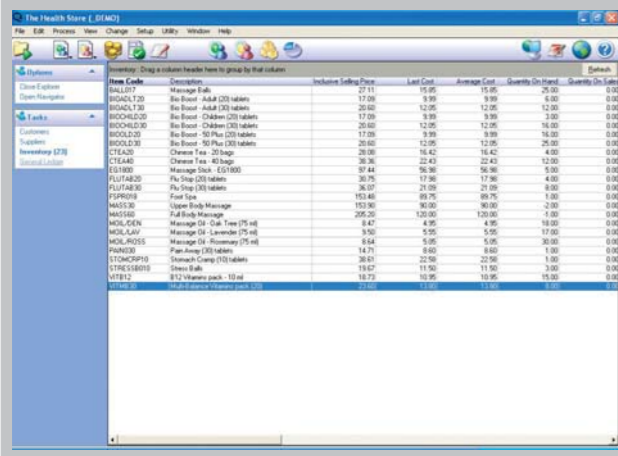 The Health Store (_DEMO)
File Edit Process View Change Setup Utility Window Help
Options
Close Explorer
Open Navigator
Tasks
Customers
Suppliers
Inventory (23)
General Ledger
Inventory: Drag a column header here to group by that column Refresh
Item Code Description Inclusive Selling Price Last Cost Average Cost Quantity On Hand Quantity On Sales
BALL017 Massage Balls 27.11 15.85 15.85 25.00 0.00
BIOADLT20 Bio Boost - Adult (20) tablets 17.09 9.99 9.99 6.00 0.00
BIOADLT30 Bio Boost - Adult (30) tablets 20.60 12.05 12.05 12.00 0.00
BIOCHILD20 Bio Boost - Children (20) tablets 17.09 9.99 9.99 3.00 0.00
BIOCHILD30 Bio Boost - Children (30) tablets 20.60 12.05 12.05 16.00 0.00
BIOOLD20 Bio Boost - 50 Plus (20) tablets 17.09 9.99 9.99 16.00 0.00
BIOOLD30 Bio Boost - 50 Plus (30) tablets 20.60 12.05 12.05 25.00 0.00
CTEA20 Chinese Tea - 20 bags 28.08 16.42 16.42 4.00 0.00
CTEA40 Chinese Tea - 40 bags 38.36 22.43 22.43 12.00 0.00
EG1800 Massage Stick - EG1800 97.44 56.98 56.98 5.00 0.00
FLUTAB20 Flu Stop (20) tablets 30.75 17.98 17.98 4.00 0.00
FLUTAB30 Flu Stop (30) tablets 36.07 21.09 21.09 8.00 0.00
FSPR018 Foot Spa 153.48 89.75 89.75 1.00 0.00
MASS30 Upper Body Massage 153.90 90.00 90.00 -2.00 0.00
MASS60 Full Body Massage 205.20 120.00 120.00 -1.00 0.00
MOIL/DEN Massage Oil - Oak Tree (75 ml) 8.47 4.95 4.95 18.00 0.00
MOIL/LAV Massage Oil - Lavender (75 ml) 9.50 5.55 5.55 17.00 0.00
MOIL/ROSS Massage Oil - Rosemary (75 ml) 8.64 5.05 5.05 30.00 0.00
PAIN030 Pain Away (30) tablets 14.71 8.60 8.60 1.00 0.00
STOMCRP10 Stomach Cramp (10) tablets 38.61 22.58 22.58 1.00 0.00
STRESSB010 Stress Balls 19.67 11.50 11.50 3.00 0.00
VITB12 B12 Vitamins pack - 10 ml 18.73 10.95 10.95 15.00 0.00
VITMB30 Multi-Balance Vitamins pack (20) 23.60 13.80 13.80 0.00